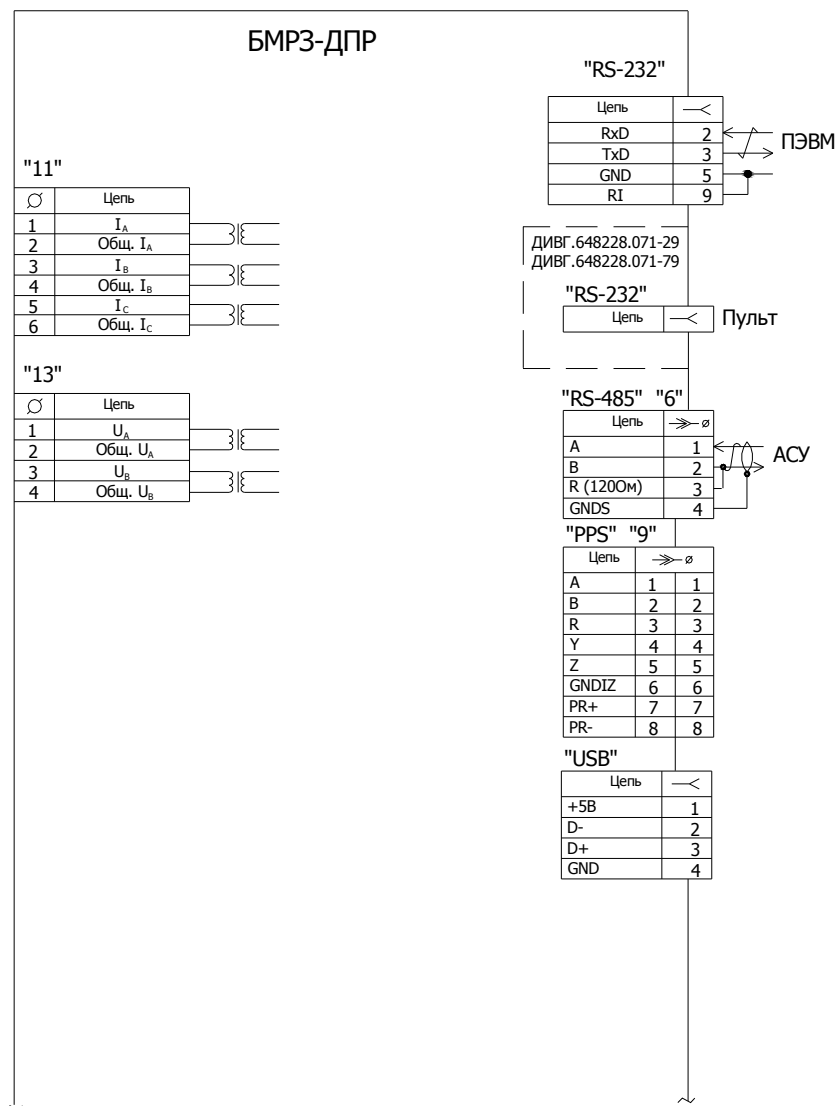 БМРЗ-ДПР
"11"
Ø Цепь
1 IA
2 Общ. IA
3 IB
4 Общ. IB
5 IC
6 Общ. IC
"13"
Ø Цепь
1 UA
2 Общ. UA
3 UB
4 Общ. UB
"RS-232"
Цепь
RxD 2
TxD 3
GND 5
RI 9
ПЭВМ
ДИВГ.648228.071-29
ДИВГ.648228.071-79
"RS-232"
Цепь
Пульт
"RS-485" "6"
Цепь ø
A 1
B 2
R (120Ом) 3
GNDS 4
АСУ
"PPS" "9"
Цепь ø
A 1 1
B 2 2
R 3 3
Y 4 4
Z 5 5
GNDIZ 6 6
PR+ 7 7
PR- 8 8
"USB"
Цепь
+5В 1
D- 2
D+ 3
GND 4